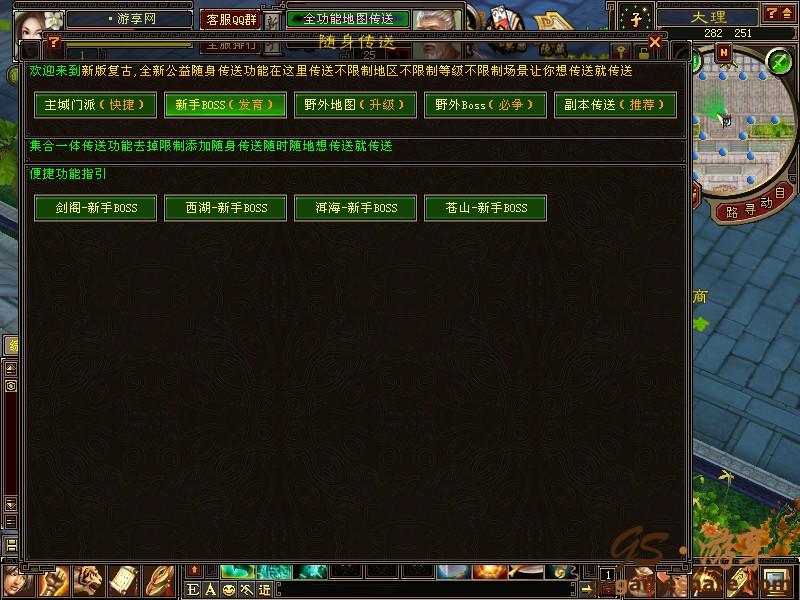 ·游享网 客服QQ群 全功能地图传送 子 大理
282 251
随身传送
25
N
欢迎来到新版复古,全新公益随身传送功能在这里传送不限制地区不限制等级不限制场景让你想传送就传送
主城门派(快捷) 新手BOSS(发育) 野外地图(升级) 野外Boss(必争) 副本传送(推荐)
集合一体传送功能去掉限制添加随身传送随时随地想传送就传送
便捷功能指引
剑阁-新手BOSS 西湖-新手BOSS 洱海-新手BOSS 苍山-新手BOSS
自动寻路
商
GS·游享
1
E A 近